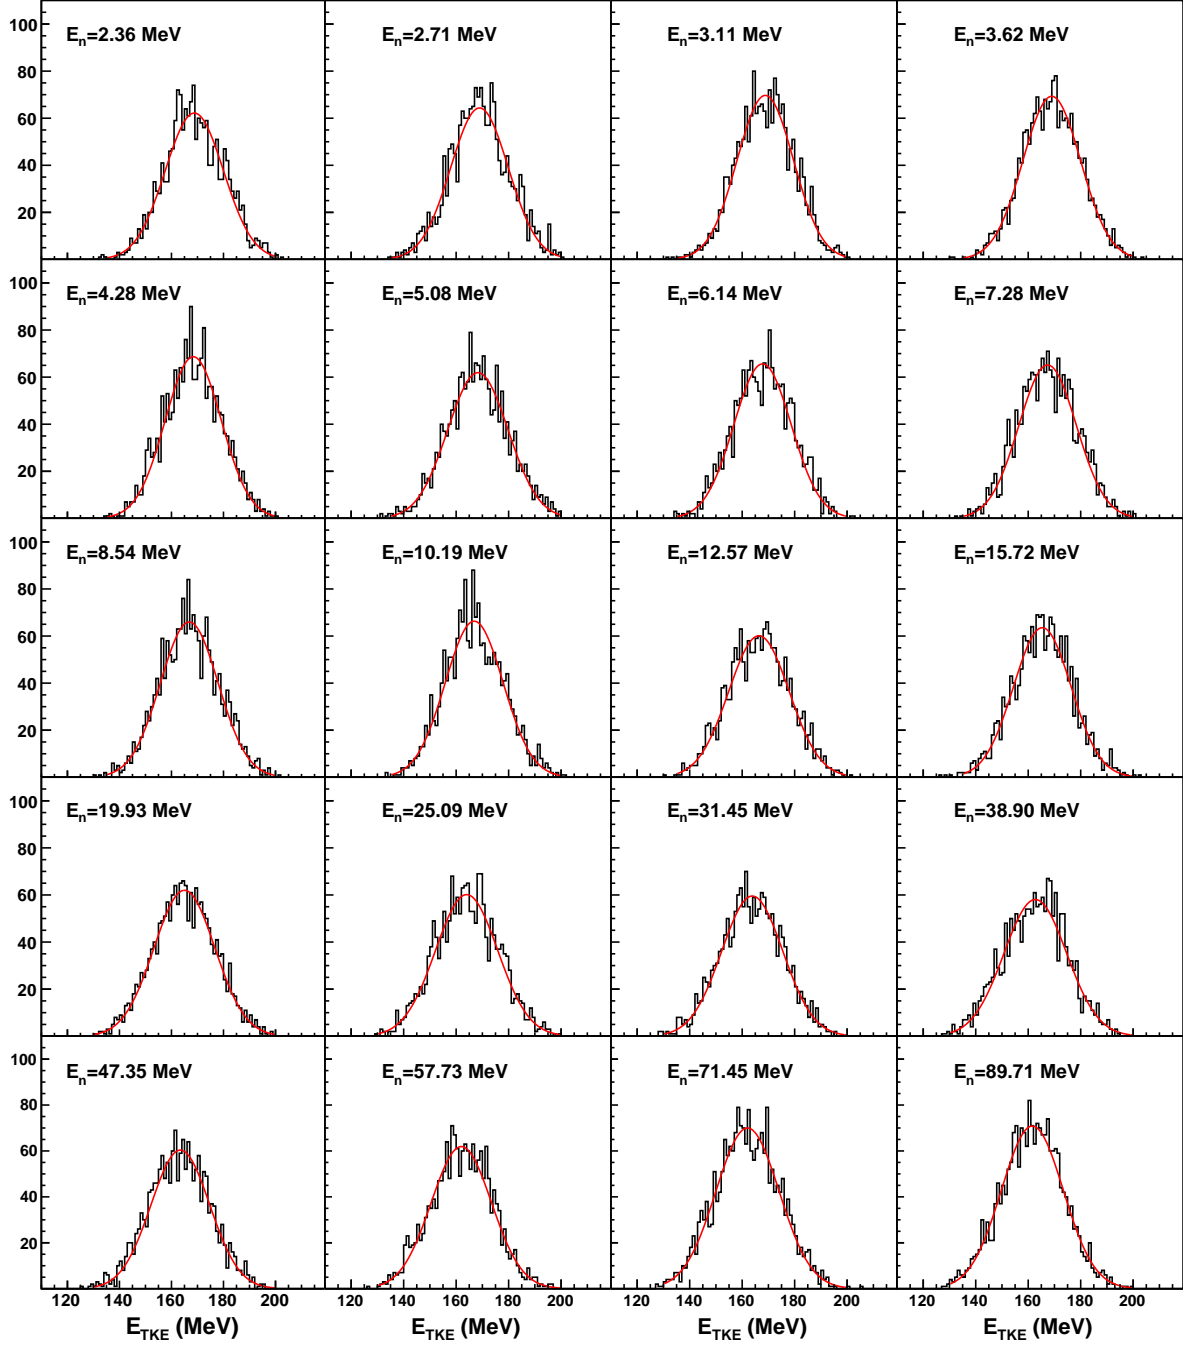 100
80
60
40
20
E_n=2.36 MeV
E_n=2.71 MeV
E_n=3.11 MeV
E_n=3.62 MeV
100
80
60
40
20
E_n=4.28 MeV
E_n=5.08 MeV
E_n=6.14 MeV
E_n=7.28 MeV
100
80
60
40
20
E_n=8.54 MeV
E_n=10.19 MeV
E_n=12.57 MeV
E_n=15.72 MeV
100
80
60
40
20
E_n=19.93 MeV
E_n=25.09 MeV
E_n=31.45 MeV
E_n=38.90 MeV
100
80
60
40
20
E_n=47.35 MeV
E_n=57.73 MeV
E_n=71.45 MeV
E_n=89.71 MeV
120 140 160 180 200 120 140 160 180 200 120 140 160 180 200 120 140 160 180 200
E_TKE (MeV) E_TKE (MeV) E_TKE (MeV) E_TKE (MeV)